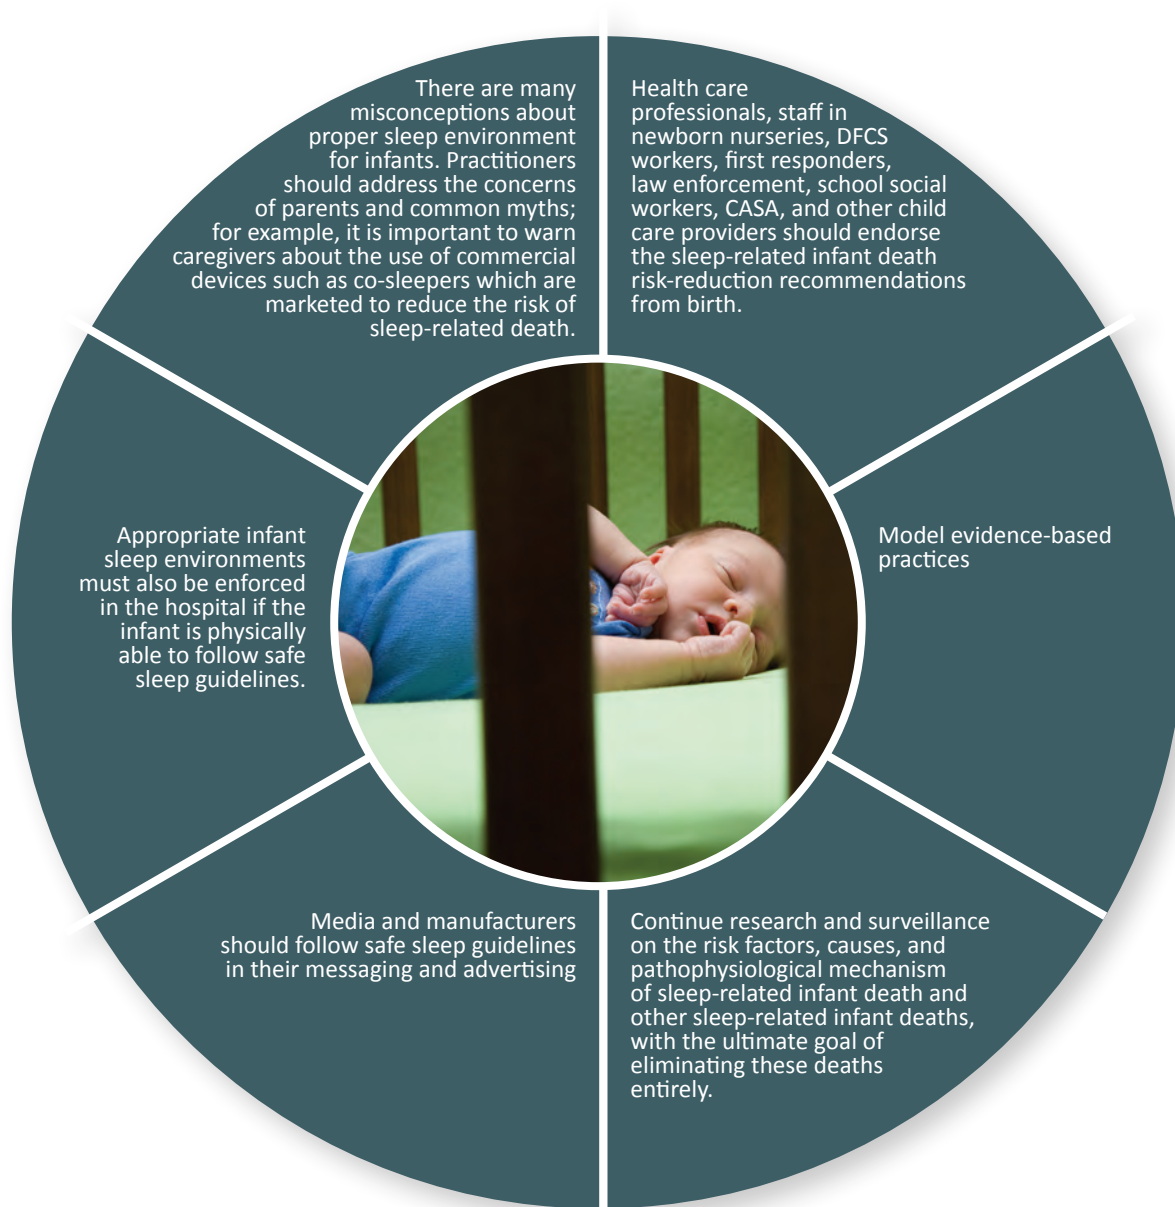 There are many
misconceptions about
proper sleep environment
for infants. Practitioners
should address the concerns
of parents and common myths;
for example, it is important to warn
caregivers about the use of commercial
devices such as co-sleepers which are
marketed to reduce the risk of
sleep-related death.
Health care
professionals, staff in
newborn nurseries, DFCS
workers, first responders,
law enforcement, school social
workers, CASA, and other child
care providers should endorse
the sleep-related infant death
risk-reduction recommendations
from birth.
Model evidence-based
practices
Continue research and surveillance
on the risk factors, causes, and
pathophysiological mechanism
of sleep-related infant death and
other sleep-related infant deaths,
with the ultimate goal of
eliminating these deaths
entirely.
Media and manufacturers
should follow safe sleep guidelines
in their messaging and advertising
Appropriate infant
sleep environments
must also be enforced
in the hospital if the
infant is physically
able to follow safe
sleep guidelines.